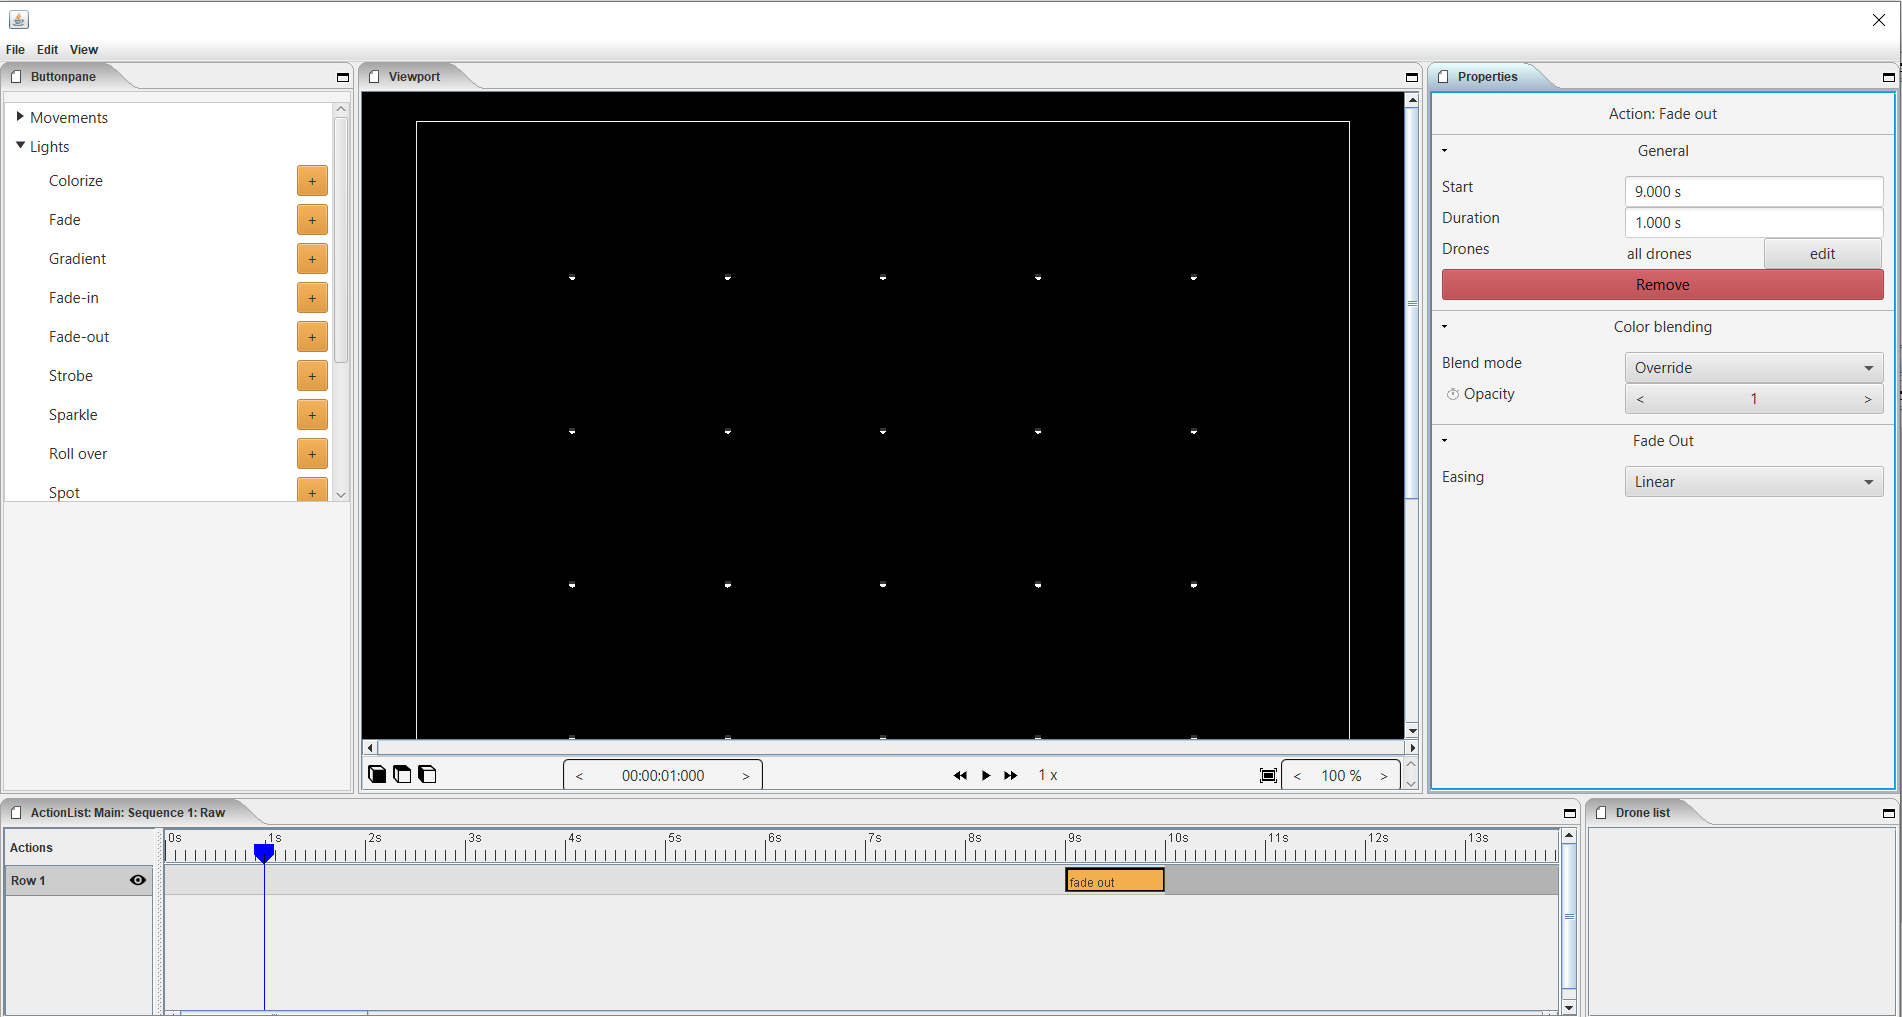 File Edit View
Buttonpane
Movements
Lights
Colorize +
Fade +
Gradient +
Fade-in +
Fade-out +
Strobe +
Sparkle +
Roll over +
Spot +
Viewport
< 00:00:01:000 >
1 x
< 100 % >
Properties
Action: Fade out
General
Start 9.000 s
Duration 1.000 s
Drones all drones edit
Remove
Color blending
Blend mode Override
Opacity < 1 >
Fade Out
Easing Linear
ActionList: Main: Sequence 1: Raw
Actions
0s 1s 2s 3s 4s 5s 6s 7s 8s 9s 10s 11s 12s 13s
Row 1
fade out
Drone list